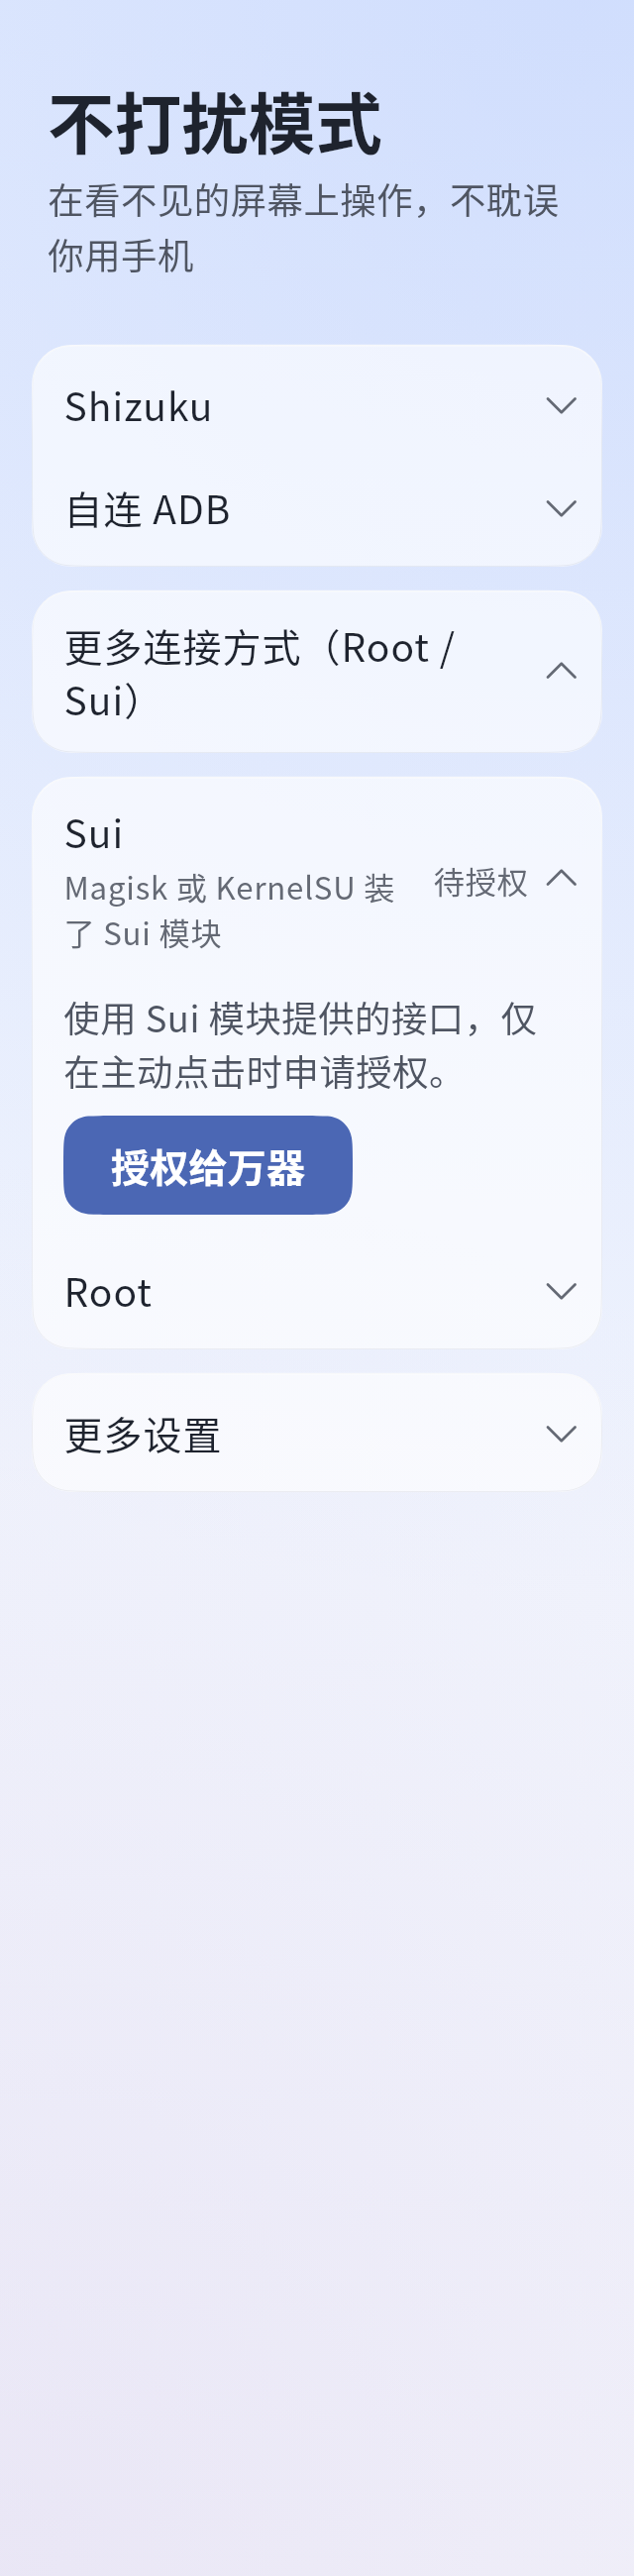 不打扰模式
在看不见的屏幕上操作，不耽误
你用手机
Shizuku
自连 ADB
更多连接方式（Root /
Sui）
Sui
Magisk 或 KernelSU 装
了 Sui 模块
待授权
使用 Sui 模块提供的接口，仅
在主动点击时申请授权。
授权给万器
Root
更多设置